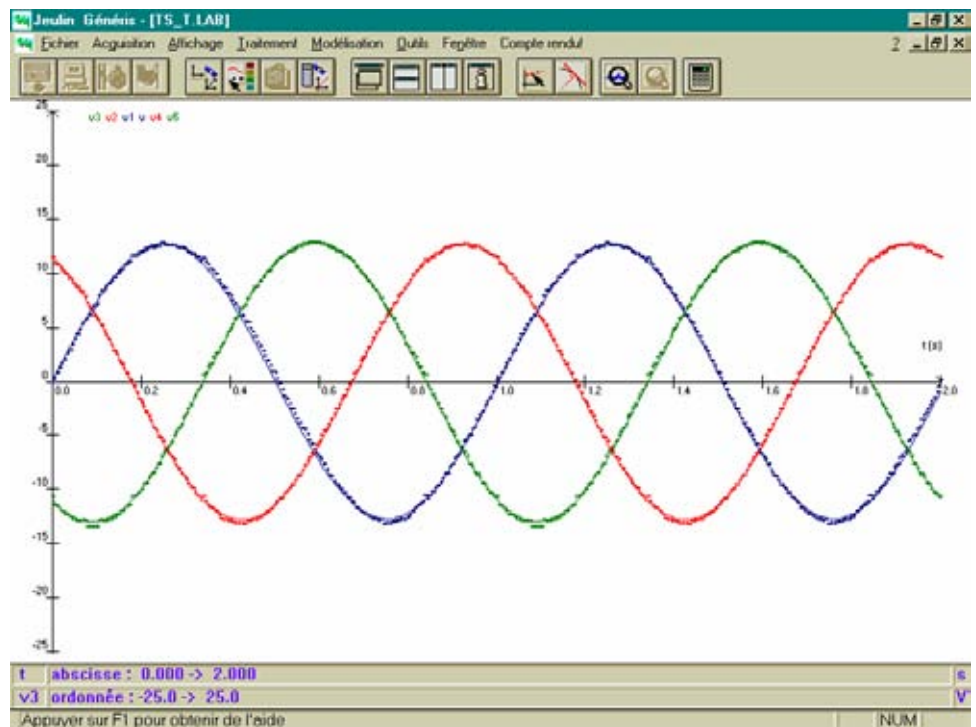 Jeulin Généris - [TS_T.LAB]
Fichier Acquisition Affichage Traitement Modélisation Outils Fenêtre Compte rendu! ?
25
v3 v2 v1 v v4 v5
20
15
10
5
0
-5
-10
-15
-20
-25
0.0 0.2 0.4 0.6 0.8 1.0 1.2 1.4 1.6 1.8 2.0
t(s)
t abscisse : 0.000 -> 2.000 s
v3 ordonnée : -25.0 -> 25.0 V
Appuyer sur F1 pour obtenir de l'aide NUM